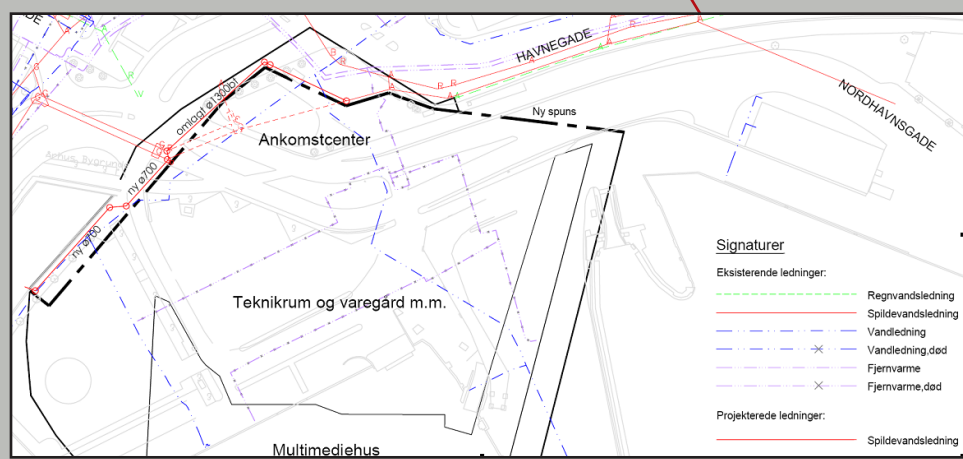 HAVNEGADE
NORDHAVNSGADE
omlagt ø1300bt
Ny spuns
Ankomstcenter
ny ø700
ny ø700
Teknikrum og varegård m.m.
Multimediehus
Signaturer
Eksisterende ledninger:
Regnvandsledning
Spildevandsledning
Vandledning
Vandledning,død
Fjernvarme
Fjernvarme,død
Projekterede ledninger:
Spildevandsledning